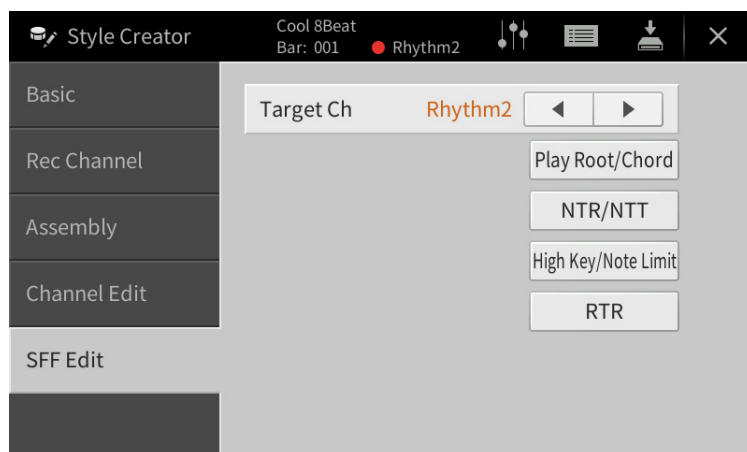 Style Creator
Cool 8Beat
Bar: 001 Rhythm2
Basic
Rec Channel
Assembly
Channel Edit
SFF Edit
Target Ch Rhythm2
Play Root/Chord
NTR/NTT
High Key/Note Limit
RTR